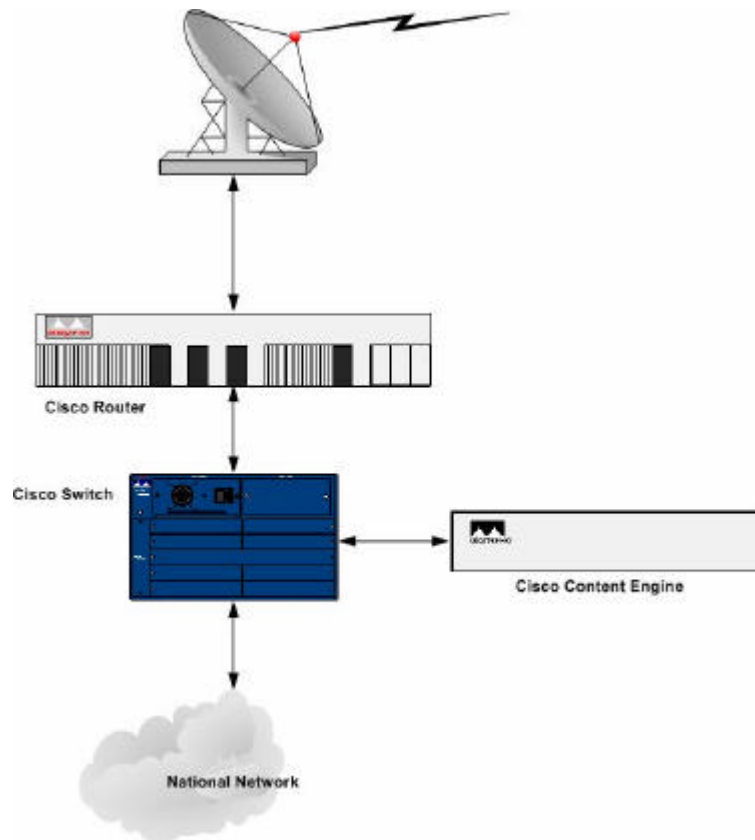 Cisco Router
Cisco Switch
Cisco Content Engine
National Network